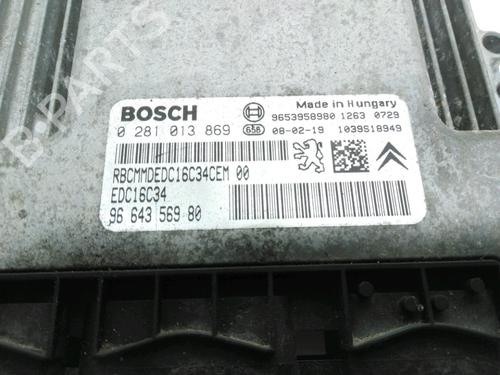 BOSCH
Made in Hungary
9653958980 1263 0729
0 281 013 869
656 08-02-19 1039S18949
RBCMMDEDC16C34CEM 00
EDC16C34
96 643 569 80
B-PARTS